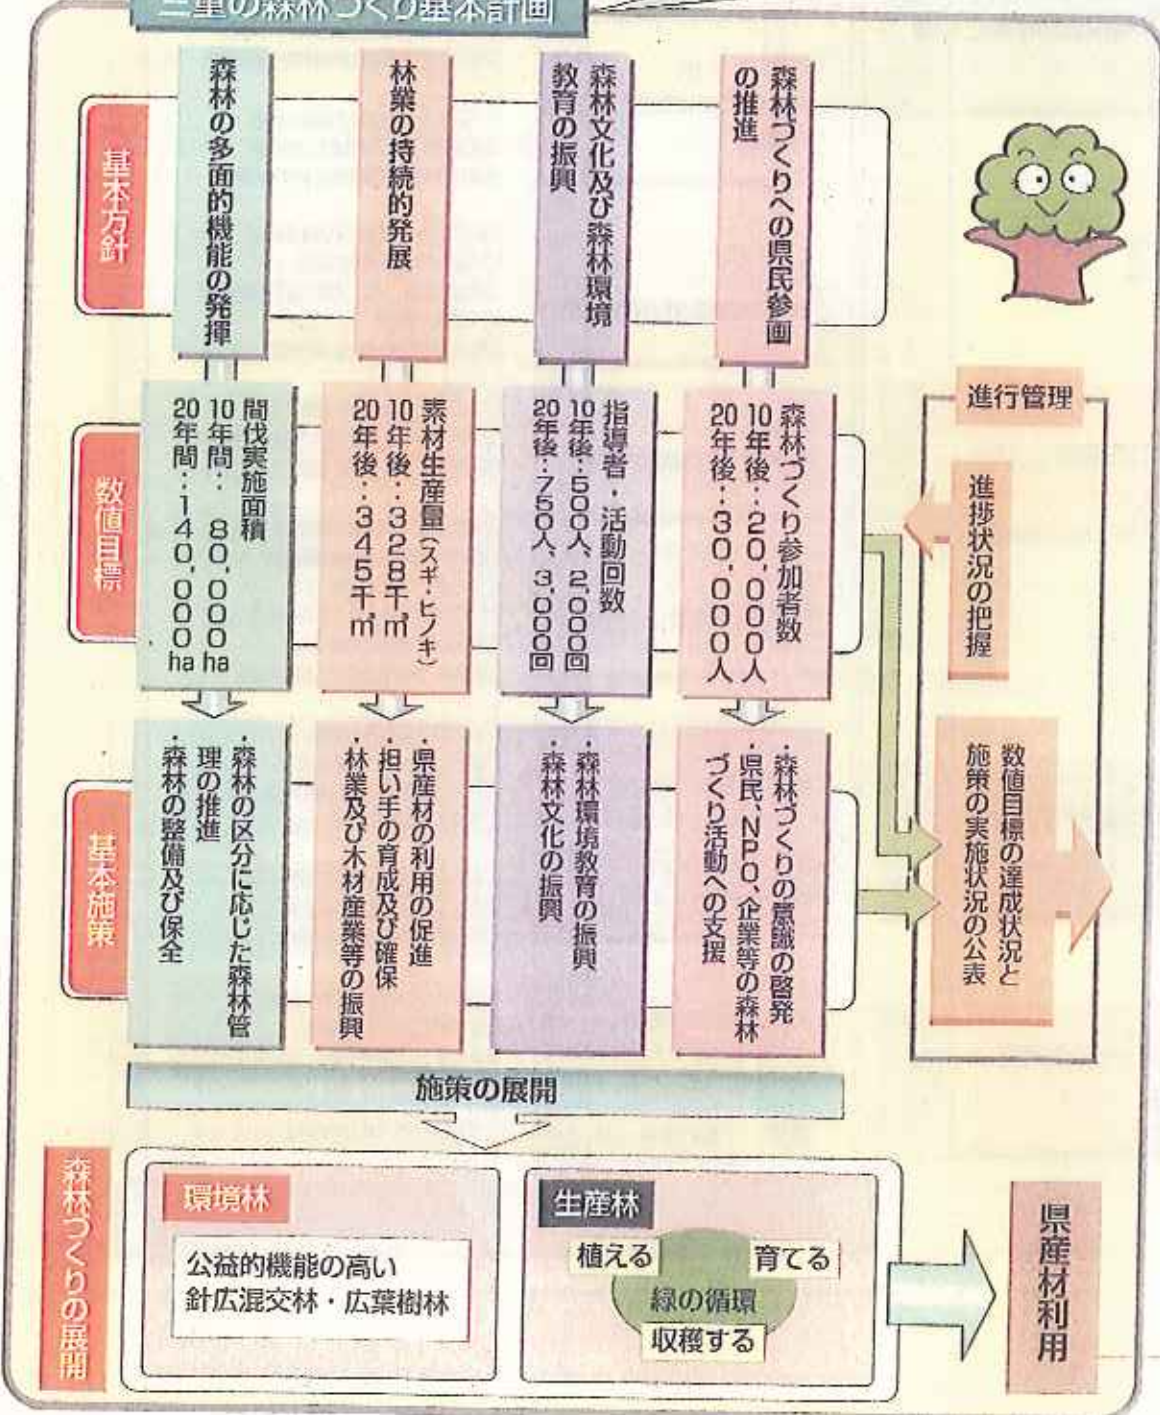 三重の森林づくり基本計画
基本方針
森林の多面的機能の発揮
林業の持続的発展
森林文化及び森林環境
教育の振興
森林づくりへの県民参画
の推進
数値目標
間伐実施面積
10年間:80,000ha
20年間:140,000ha
素材生産量(スギ・ヒノキ)
10年後:328千㎥
20年後:345千㎥
指導者・活動回数
10年後:500人、2,000回
20年後:750人、3,000回
森林づくり参加者数
10年後:20,000人
20年後:30,000人
基本施策
・森林の区分に応じた森林管
理の推進
・森林の整備及び保全
・県産材の利用の促進
・担い手の育成及び確保
・林業及び木材産業等の振興
・森林環境教育の振興
・森林文化の振興
・森林づくりの意識の啓発
・県民、NPO、企業等の森林
づくり活動への支援
進行管理
進捗状況の把握
数値目標の達成状況と
施策の実施状況の公表
施策の展開
森林づくりの展開
環境林
公益的機能の高い
針広混交林・広葉樹林
生産林
植える
育てる
緑の循環
収穫する
県産材利用